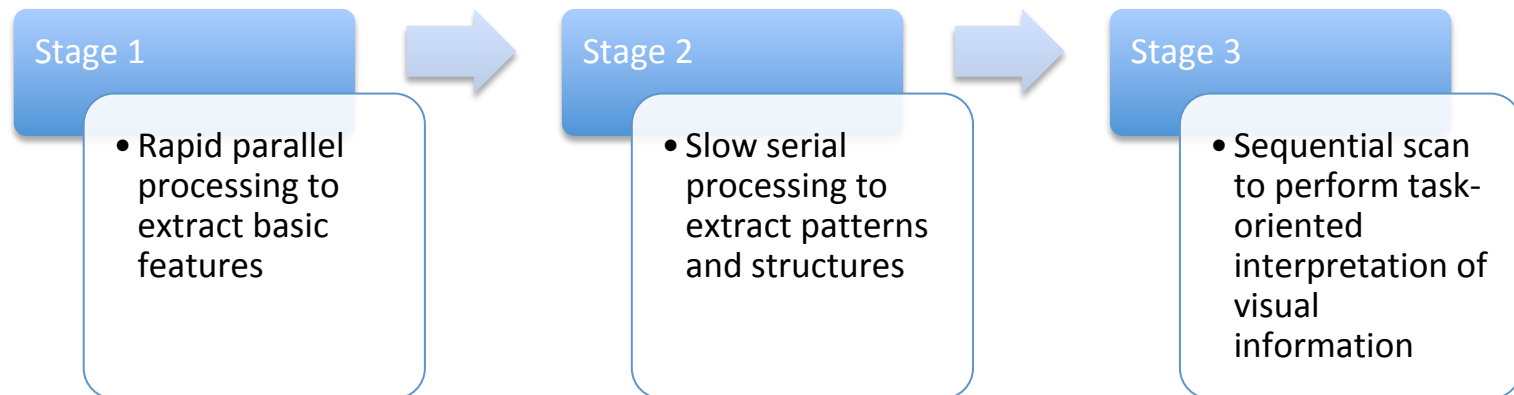 Stage 1
• Rapid parallel
processing to
extract basic
features
Stage 2
• Slow serial
processing to
extract patterns
and structures
Stage 3
• Sequential scan
to perform task-
oriented
interpretation of
visual
information